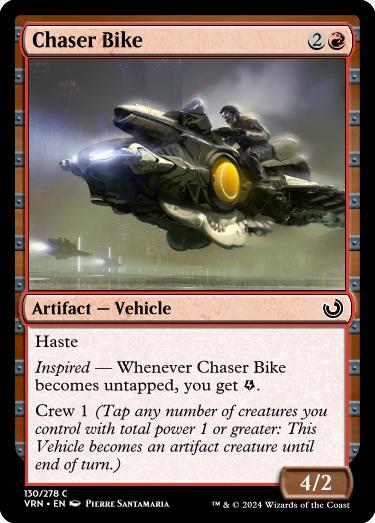 Chaser Bike 2
Artifact — Vehicle
Haste
Inspired — Whenever Chaser Bike
becomes untapped, you get .
Crew 1 (Tap any number of creatures you
control with total power 1 or greater: This
Vehicle becomes an artifact creature until
end of turn.)
4/2
130/278 C
VRN • EN Pierre Santamaria
™ & © 2024 Wizards of the Coast